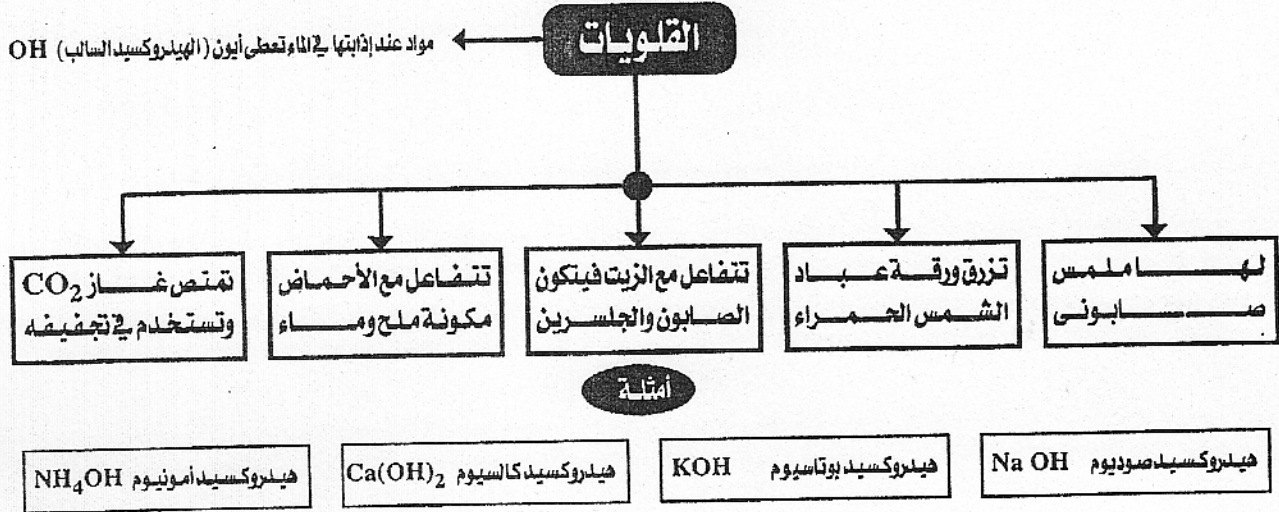 القلويات
مواد عند إذابتها في الماء تعطى أيون (الهيدروكسيد السالب) OH
لها ملمس
صابونى
تزرق ورقة عباد
الشمس الحمراء
تتفاعل مع الزيت فيتكون
الصابون والجلسرين
تتفاعل مع الأحماض
مكونة ملح وماء
تمتص غاز CO₂
وتستخدم في تجفيفه
أمثلة
هيدروكسيد صوديوم Na OH
هيدروكسيد بوتاسيوم KOH
هيدروكسيد كالسيوم Ca(OH)₂
هيدروكسيد أمونيوم NH₄OH